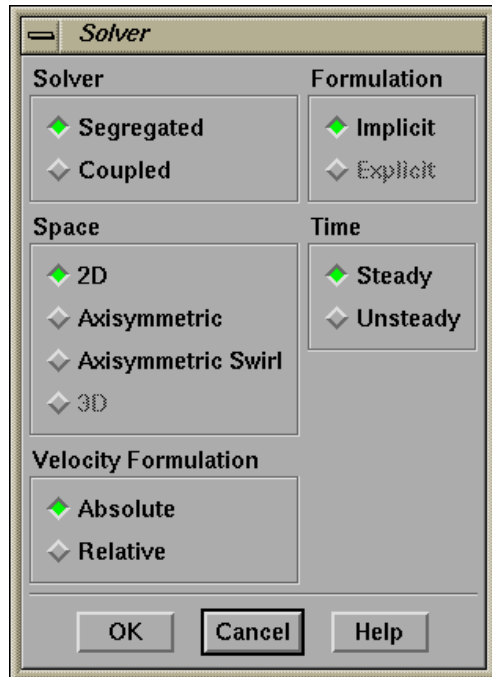 Solver
Solver
Segregated
Coupled
Formulation
Implicit
Explicit
Space
2D
Axisymmetric
Axisymmetric Swirl
3D
Time
Steady
Unsteady
Velocity Formulation
Absolute
Relative
OK
Cancel
Help